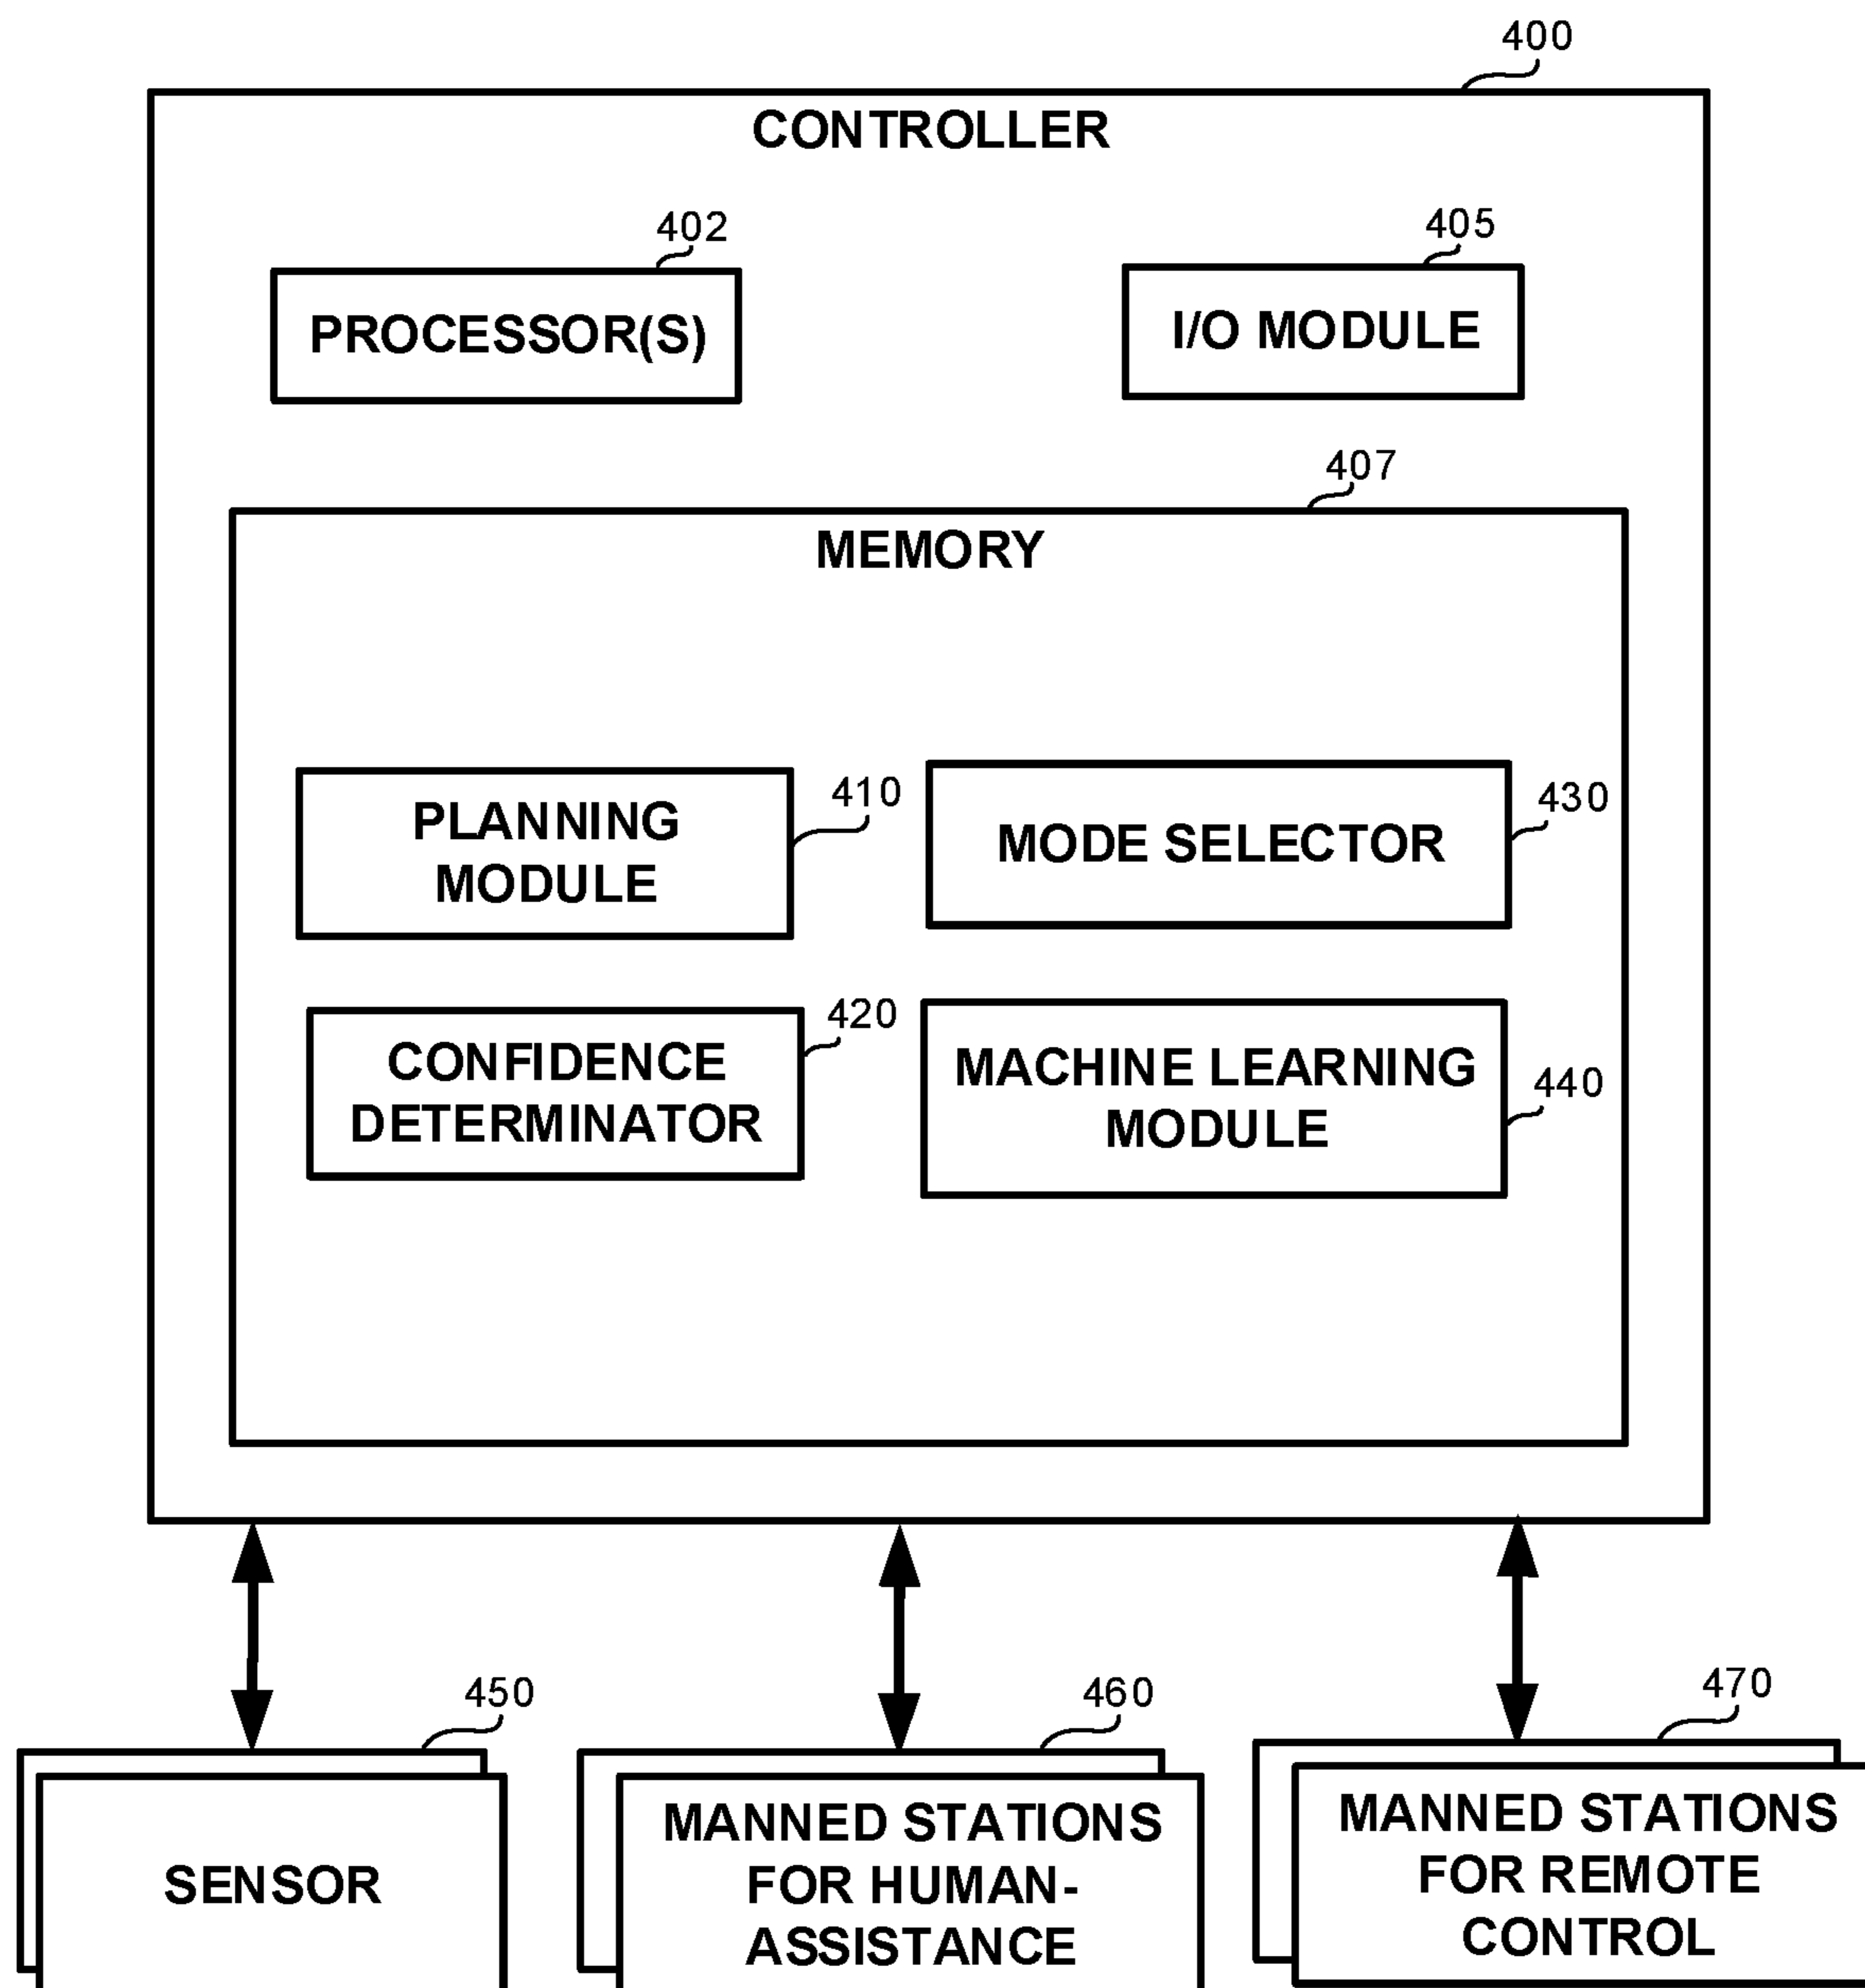 400
CONTROLLER
402
405
PROCESSOR(S)
I/O MODULE
407
MEMORY
410
430
PLANNING
MODULE
MODE SELECTOR
420
440
CONFIDENCE
DETERMINATOR
MACHINE LEARNING
MODULE
450
460
470
SENSOR
MANNED STATIONS
FOR HUMAN-
ASSISTANCE
MANNED STATIONS
FOR REMOTE
CONTROL